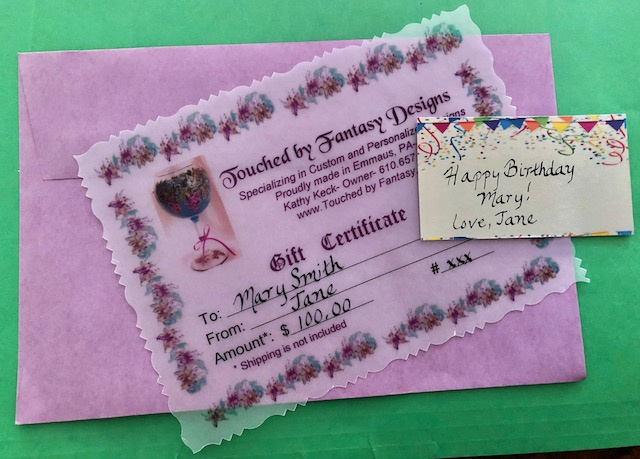 Touched by Fantasy Designs
Specializing in Custom and Personaliz
Proudly made in Emmaus, PA-
Kathy Keck- Owner- 610.657
www.Touched by Fantasy.
Gift Certificate
To: Mary Smith
From: Jane
# xxx
Amount*: $ 100.00
* Shipping is not included
Happy Birthday
Mary!
Love, Jane